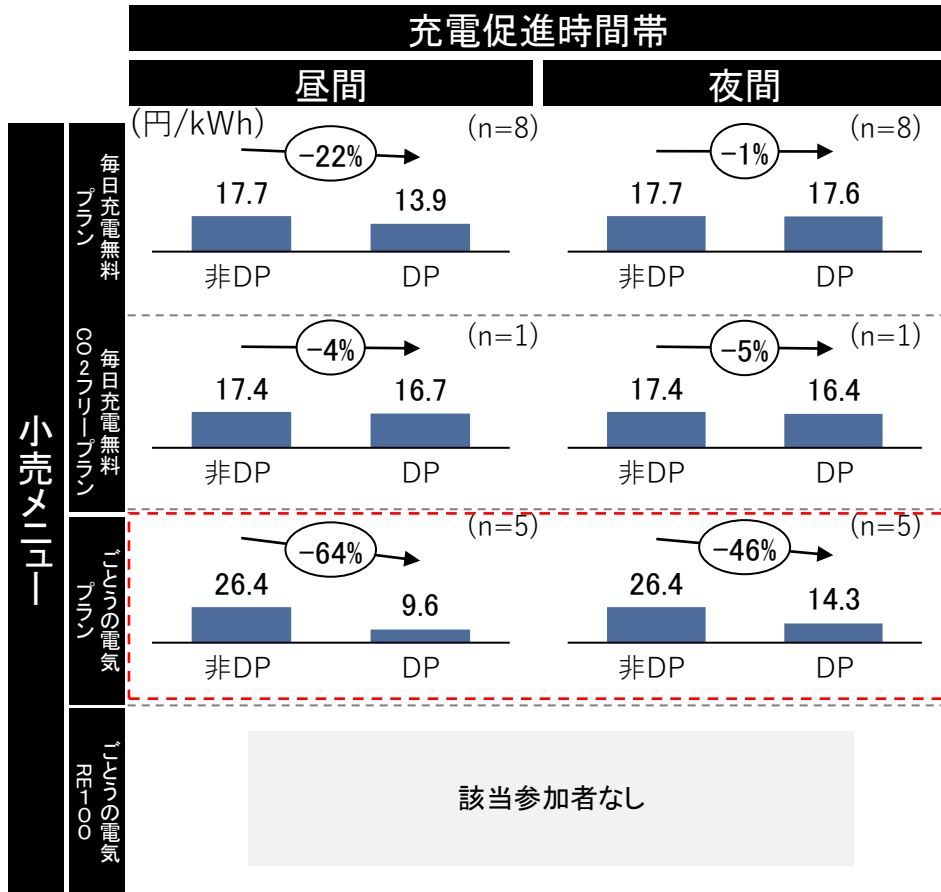 充電促進時間帯
昼間
夜間
小売メニュー
毎日充電無料
プラン
(円/kWh)
(n=8)
-22%
17.7
13.9
非DP
DP
(n=8)
-1%
17.7
17.6
非DP
DP
毎日充電無料
CO2フリープラン
(n=1)
-4%
17.4
16.7
非DP
DP
(n=1)
-5%
17.4
16.4
非DP
DP
ごとうの電気
プラン
(n=5)
-64%
26.4
9.6
非DP
DP
(n=5)
-46%
26.4
14.3
非DP
DP
ごとうの電気
RE100
該当参加者なし